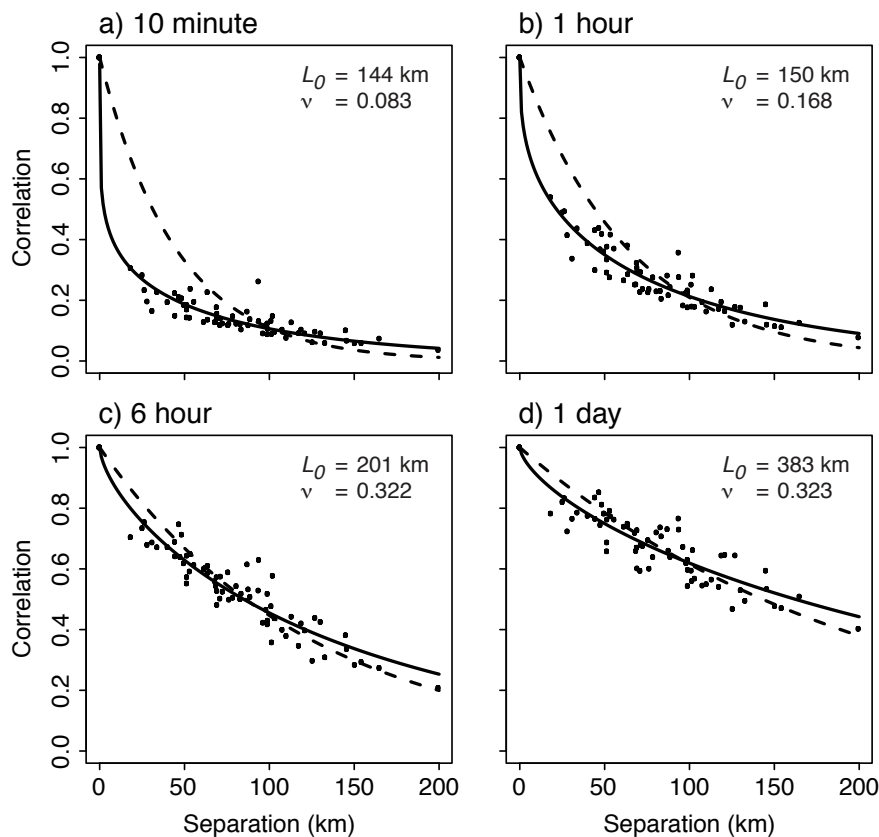 a) 10 minute
L0 = 144 km
ν = 0.083
Correlation
0.0 0.2 0.4 0.6 0.8 1.0
b) 1 hour
L0 = 150 km
ν = 0.168
c) 6 hour
L0 = 201 km
ν = 0.322
Correlation
0.0 0.2 0.4 0.6 0.8 1.0
0 50 100 150 200
Separation (km)
d) 1 day
L0 = 383 km
ν = 0.323
0 50 100 150 200
Separation (km)